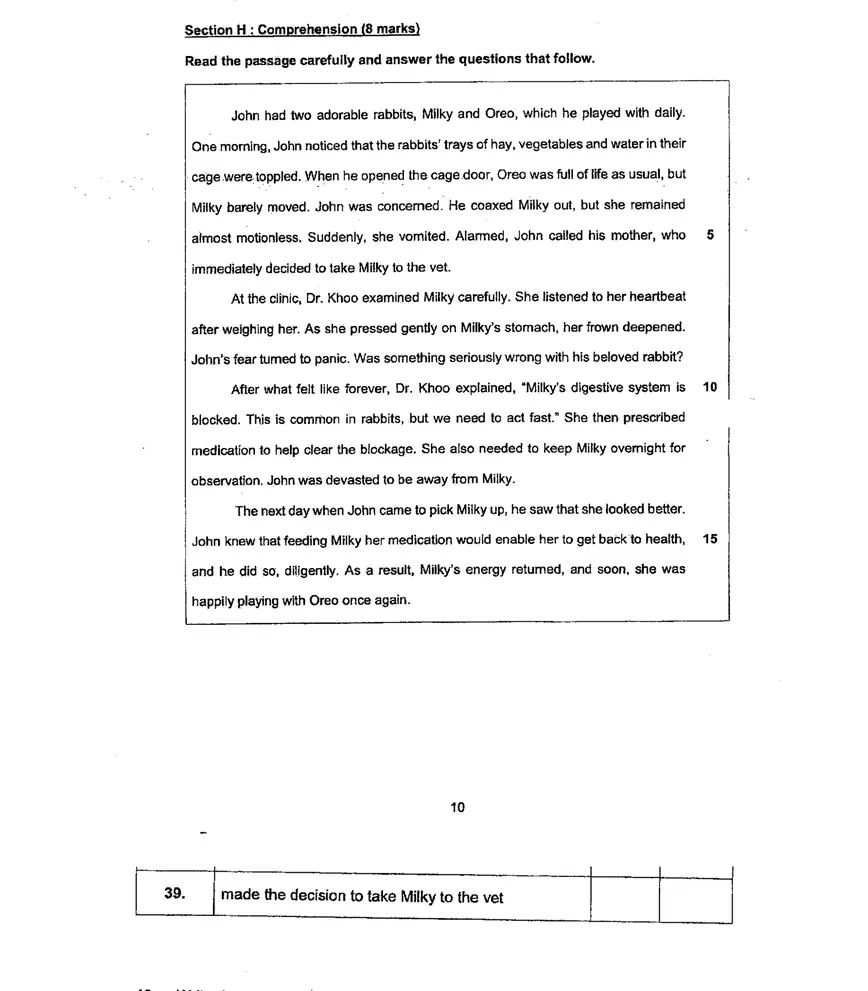 Section H : Comprehension (8 marks)
Read the passage carefully and answer the questions that follow.
John had two adorable rabbits, Milky and Oreo, which he played with daily.
One morning, John noticed that the rabbits' trays of hay, vegetables and water in their
cage were toppled. When he opened the cage door, Oreo was full of life as usual, but
Milky barely moved. John was concerned. He coaxed Milky out, but she remained
almost motionless. Suddenly, she vomited. Alarmed, John called his mother, who 5
immediately decided to take Milky to the vet.
At the clinic, Dr. Khoo examined Milky carefully. She listened to her heartbeat
after weighing her. As she pressed gently on Milky's stomach, her frown deepened.
John's fear turned to panic. Was something seriously wrong with his beloved rabbit?
After what felt like forever, Dr. Khoo explained, "Milky's digestive system is 10
blocked. This is common in rabbits, but we need to act fast." She then prescribed
medication to help clear the blockage. She also needed to keep Milky overnight for
observation. John was devasted to be away from Milky.
The next day when John came to pick Milky up, he saw that she looked better.
John knew that feeding Milky her medication would enable her to get back to health, 15
and he did so, diligently. As a result, Milky's energy returned, and soon, she was
happily playing with Oreo once again.
10
39. made the decision to take Milky to the vet